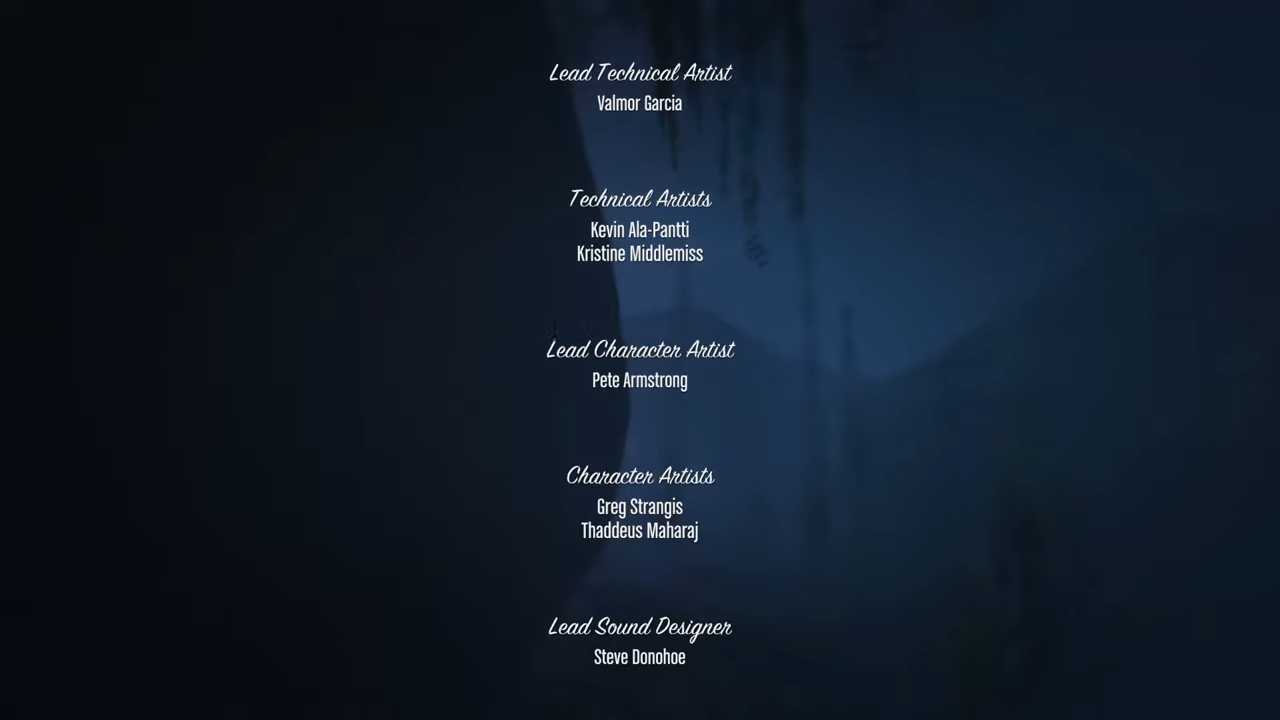 Lead Technical Artist
Valmor Garcia
Technical Artists
Kevin Ala-Pantti
Kristine Middlemiss
Lead Character Artist
Pete Armstrong
Character Artists
Greg Strangis
Thaddeus Maharaj
Lead Sound Designer
Steve Donohoe